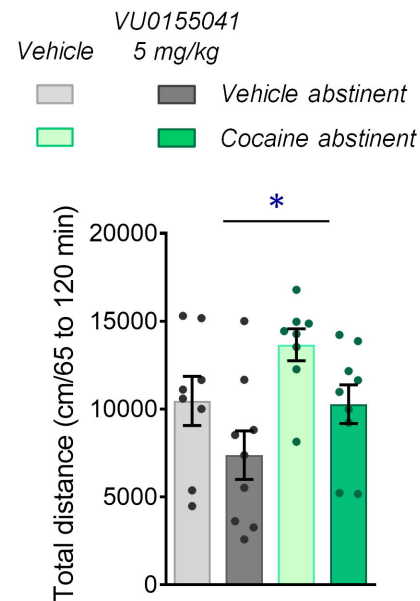 VU0155041
Vehicle 5 mg/kg
Vehicle abstinent
Cocaine abstinent
*
Total distance (cm/65 to 120 min)
20000
15000
10000
5000
0